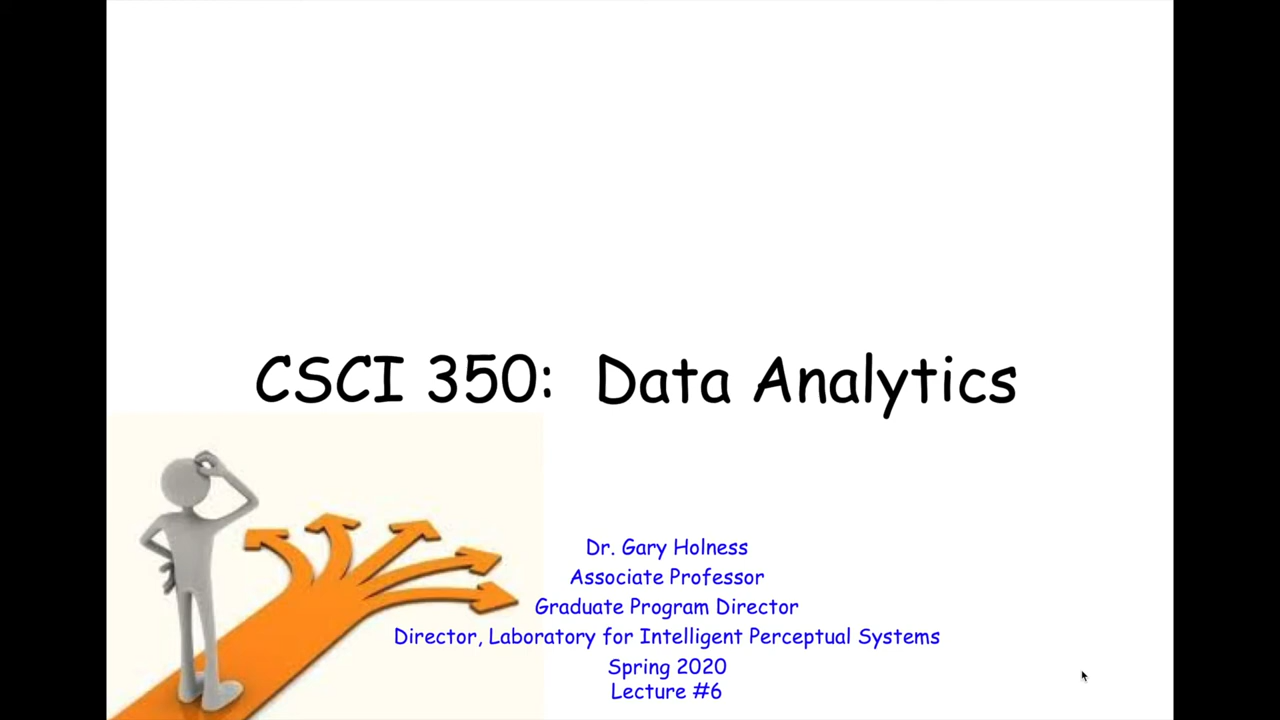 CSCI 350: Data Analytics
Dr. Gary Holness
Associate Professor
Graduate Program Director
Director, Laboratory for Intelligent Perceptual Systems
Spring 2020
Lecture #6